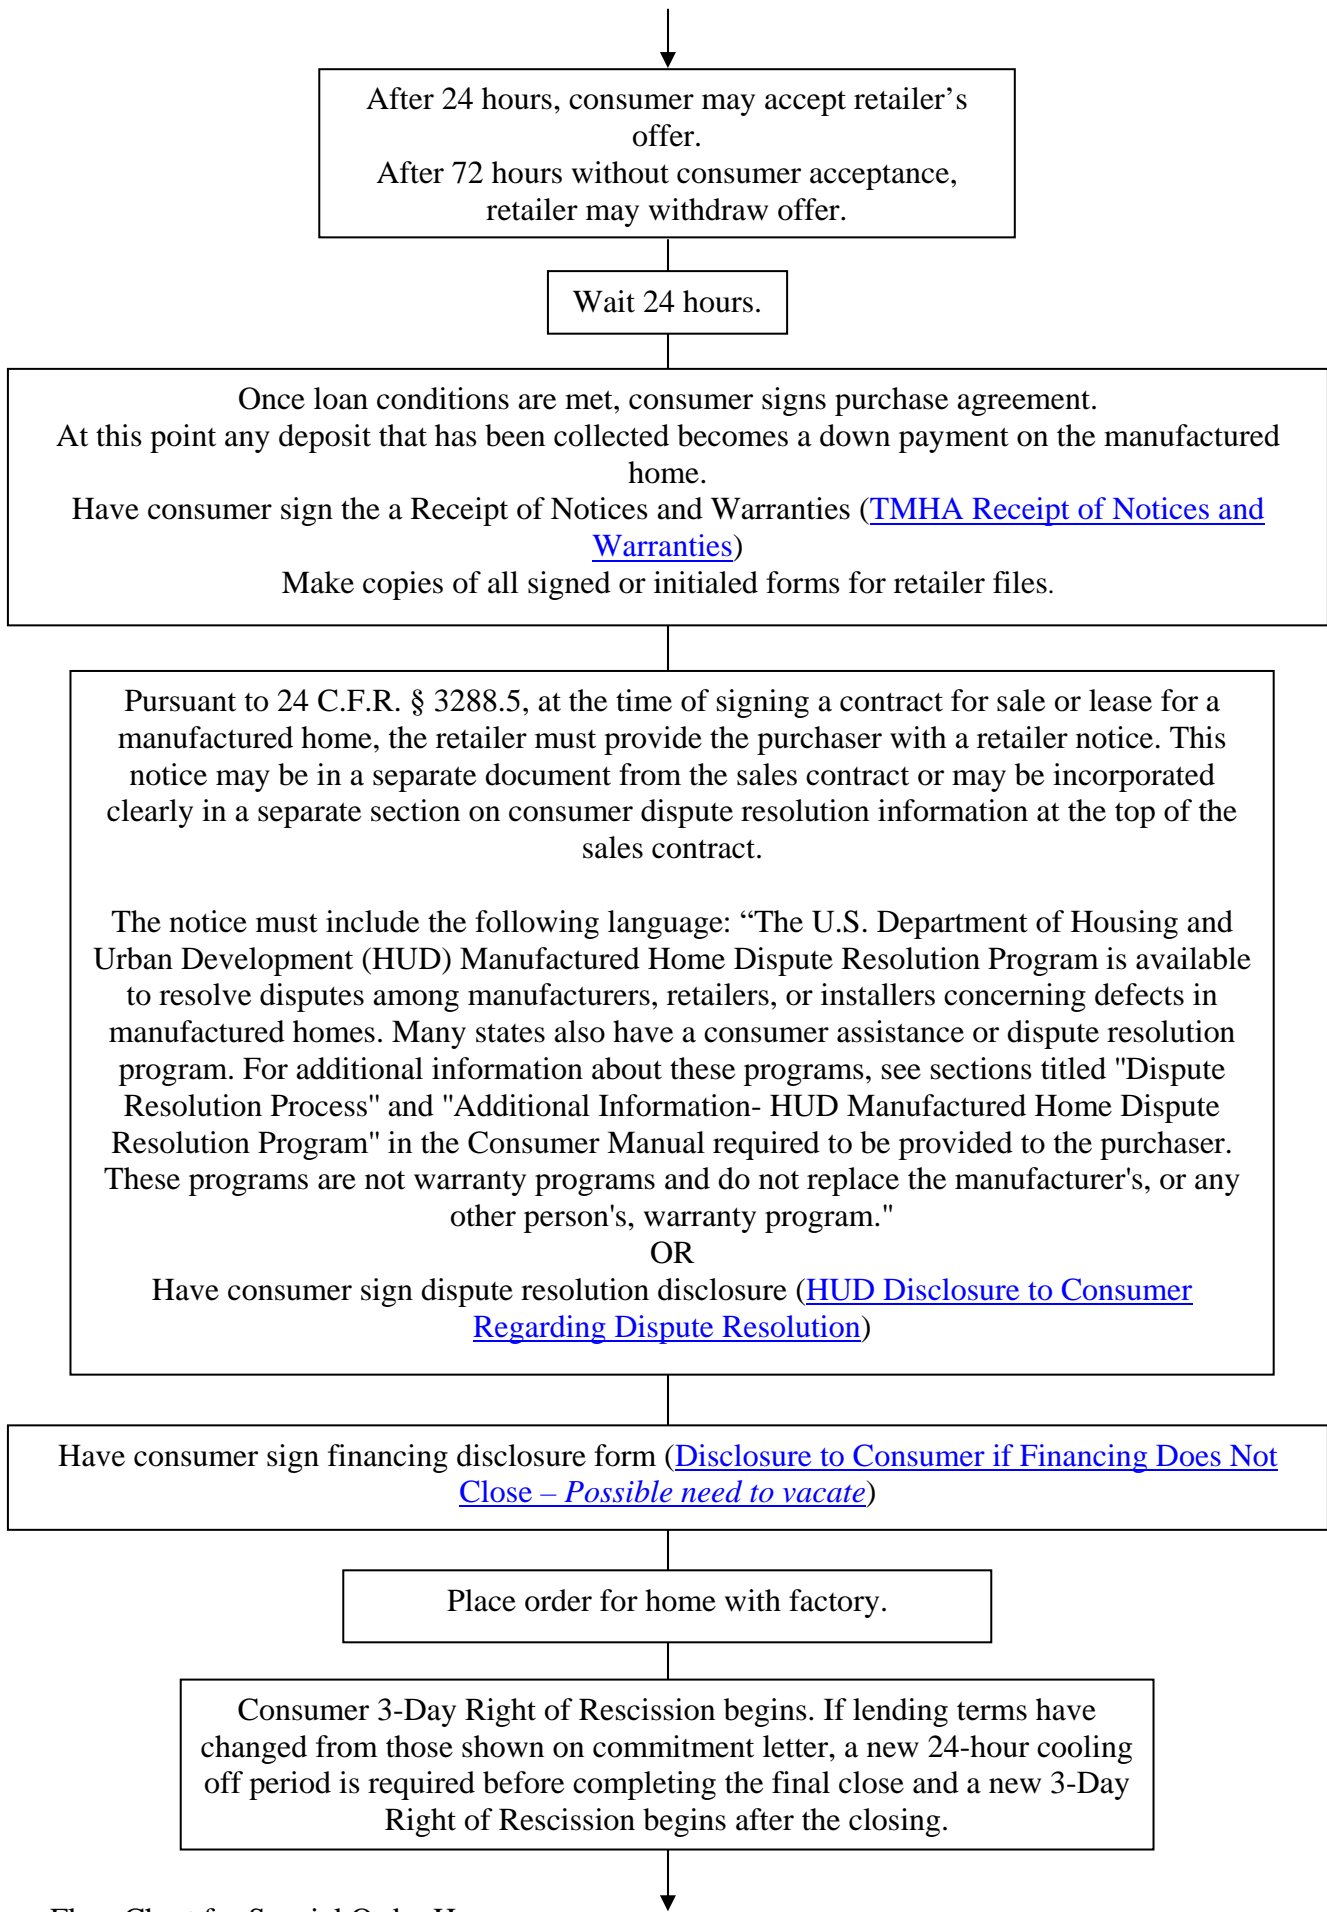 After 24 hours, consumer may accept retailer’s
offer.
After 72 hours without consumer acceptance,
retailer may withdraw offer.
Wait 24 hours.
Once loan conditions are met, consumer signs purchase agreement.
At this point any deposit that has been collected becomes a down payment on the manufactured
home.
Have consumer sign the a Receipt of Notices and Warranties (TMHA Receipt of Notices and
Warranties)
Make copies of all signed or initialed forms for retailer files.
Pursuant to 24 C.F.R. § 3288.5, at the time of signing a contract for sale or lease for a
manufactured home, the retailer must provide the purchaser with a retailer notice. This
notice may be in a separate document from the sales contract or may be incorporated
clearly in a separate section on consumer dispute resolution information at the top of the
sales contract.
The notice must include the following language: “The U.S. Department of Housing and
Urban Development (HUD) Manufactured Home Dispute Resolution Program is available
to resolve disputes among manufacturers, retailers, or installers concerning defects in
manufactured homes. Many states also have a consumer assistance or dispute resolution
program. For additional information about these programs, see sections titled "Dispute
Resolution Process" and "Additional Information- HUD Manufactured Home Dispute
Resolution Program" in the Consumer Manual required to be provided to the purchaser.
These programs are not warranty programs and do not replace the manufacturer's, or any
other person's, warranty program."
OR
Have consumer sign dispute resolution disclosure (HUD Disclosure to Consumer
Regarding Dispute Resolution)
Have consumer sign financing disclosure form (Disclosure to Consumer if Financing Does Not
Close – Possible need to vacate)
Place order for home with factory.
Consumer 3-Day Right of Rescission begins. If lending terms have
changed from those shown on commitment letter, a new 24-hour cooling
off period is required before completing the final close and a new 3-Day
Right of Rescission begins after the closing.